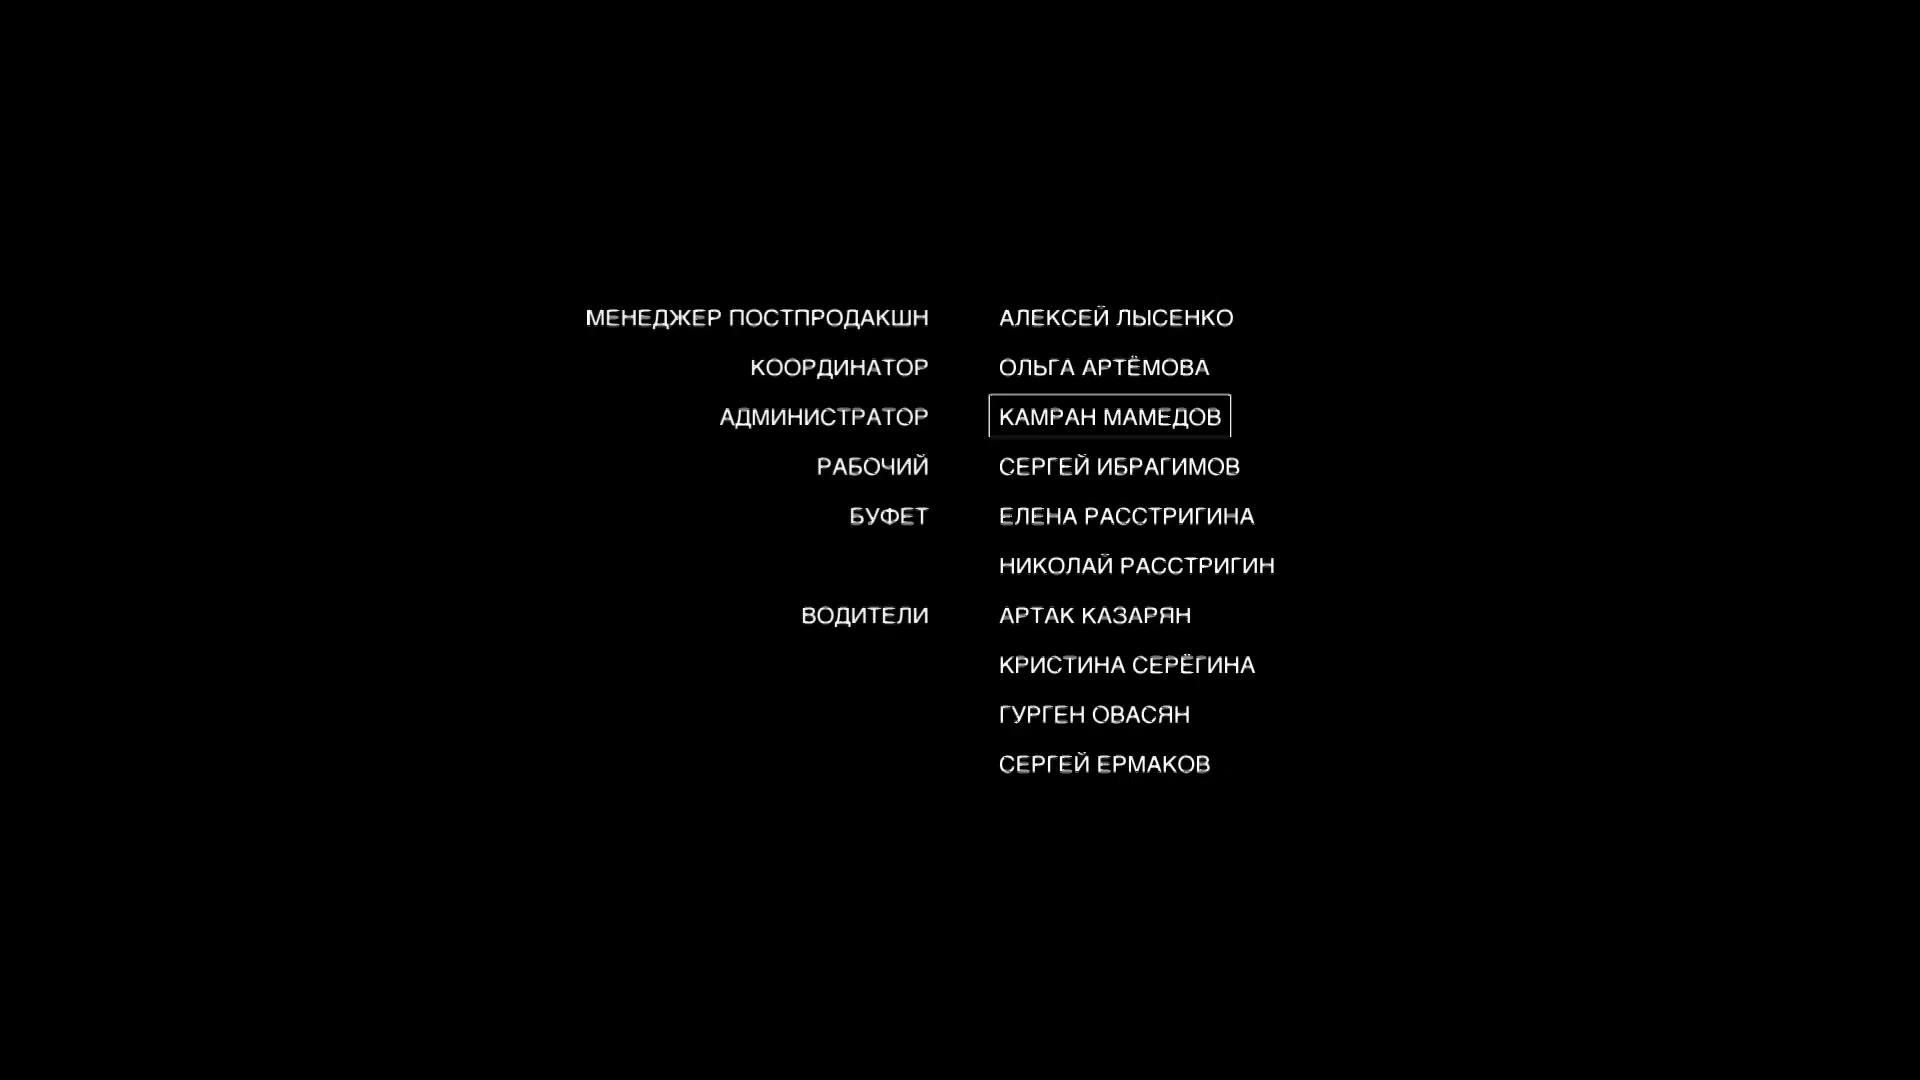 МЕНЕДЖЕР ПОСТПРОДАКШН АЛЕКСЕЙ ЛЫСЕНКО
КООРДИНАТОР ОЛЬГА АРТЁМОВА
АДМИНИСТРАТОР КАМРАН МАМЕДОВ
РАБОЧИЙ СЕРГЕЙ ИБРАГИМОВ
БУФЕТ ЕЛЕНА РАССТРИГИНА
НИКОЛАЙ РАССТРИГИН
ВОДИТЕЛИ АРТАК КАЗАРЯН
КРИСТИНА СЕРЁГИНА
ГУРГЕН ОВАСЯН
СЕРГЕЙ ЕРМАКОВ